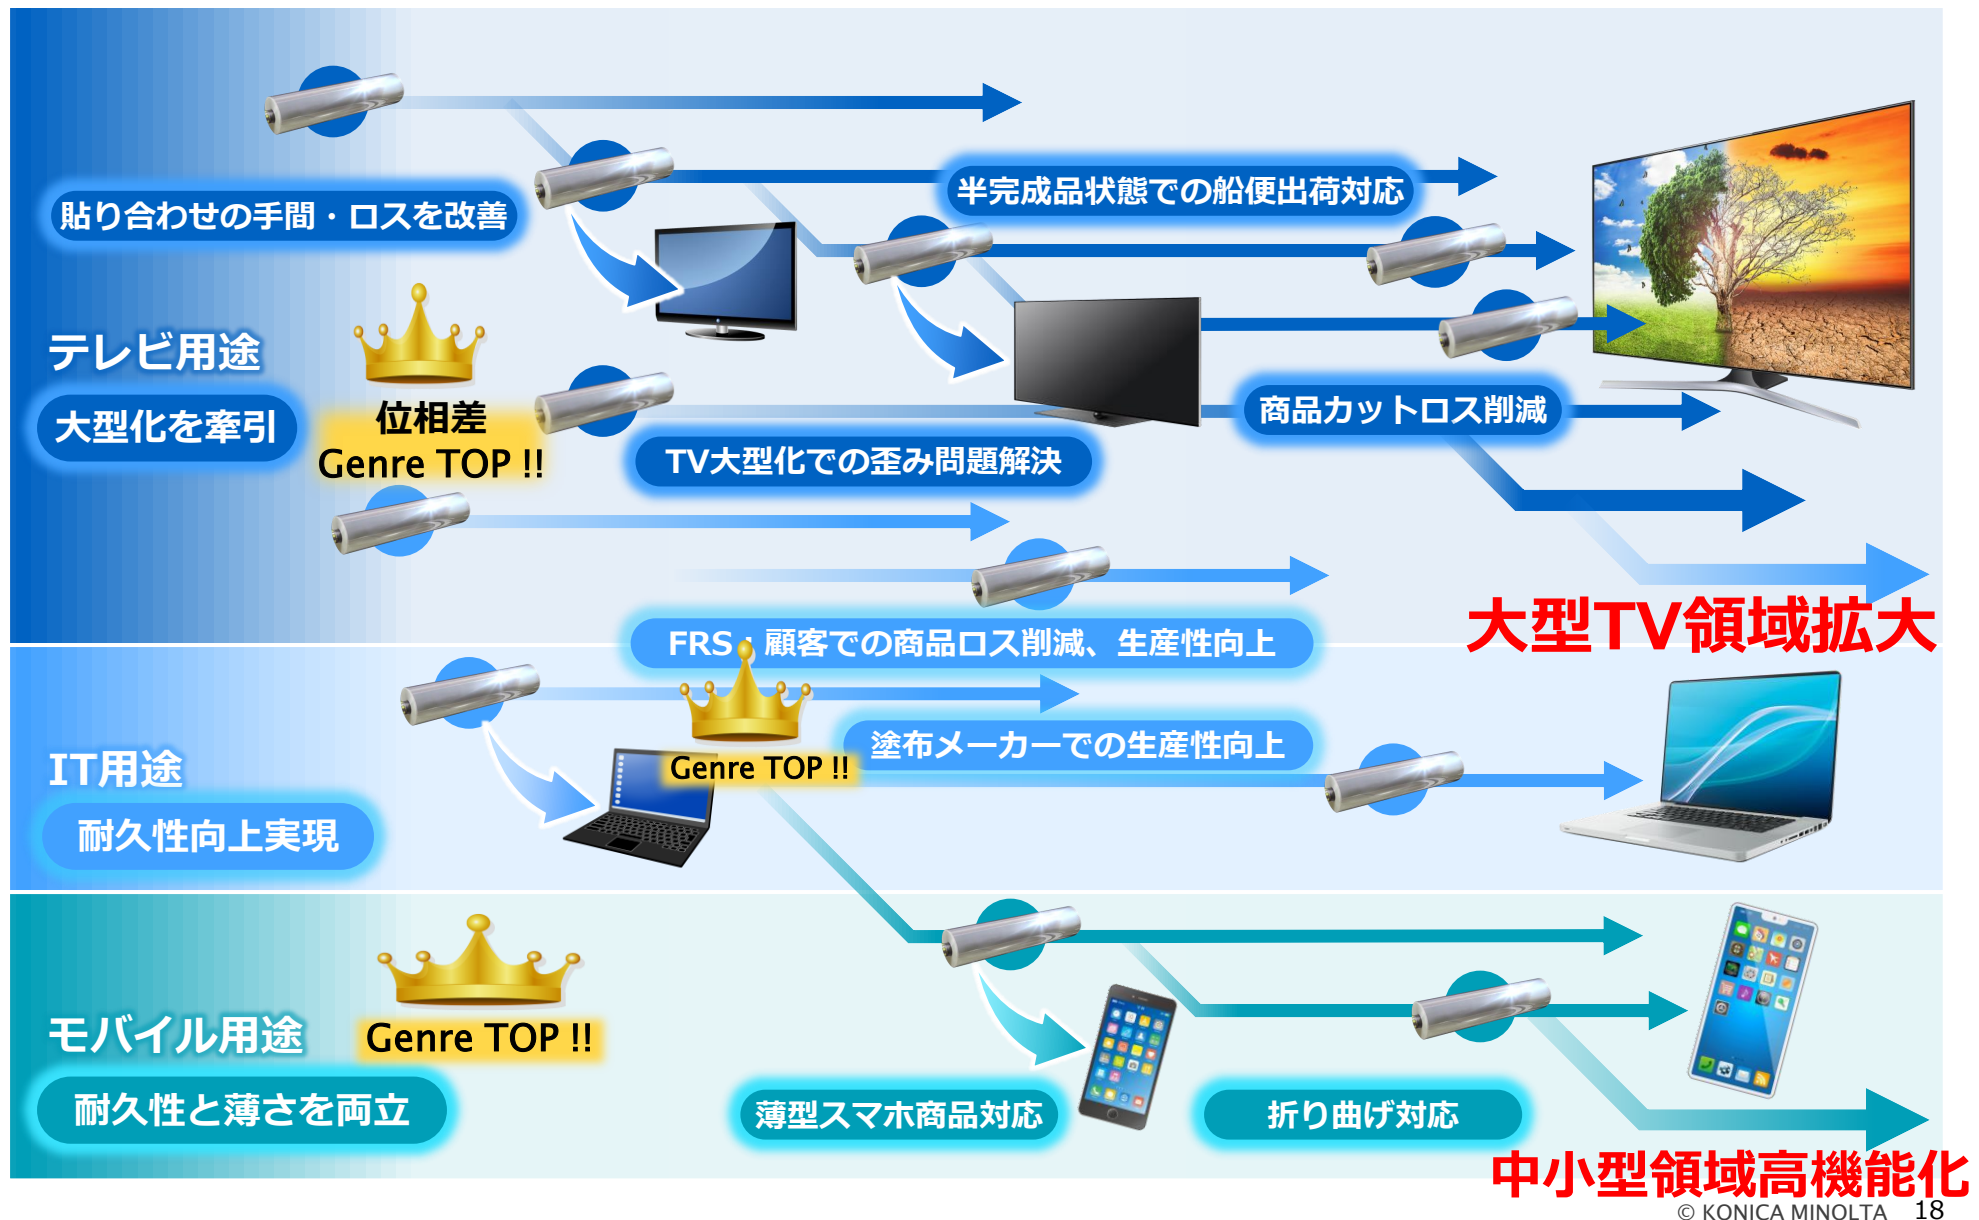 半完成品状態での船便出荷対応
貼り合わせの手間・ロスを改善
テレビ用途
大型化を牽引
位相差
Genre TOP !!
商品カットロス削減
TV大型化での歪み問題解決
大型TV領域拡大
FRS:顧客での商品ロス削減、生産性向上
塗布メーカーでの生産性向上
Genre TOP !!
IT用途
耐久性向上実現
モバイル用途
Genre TOP !!
耐久性と薄さを両立
薄型スマホ商品対応
折り曲げ対応
中小型領域高機能化
© KONICA MINOLTA 18